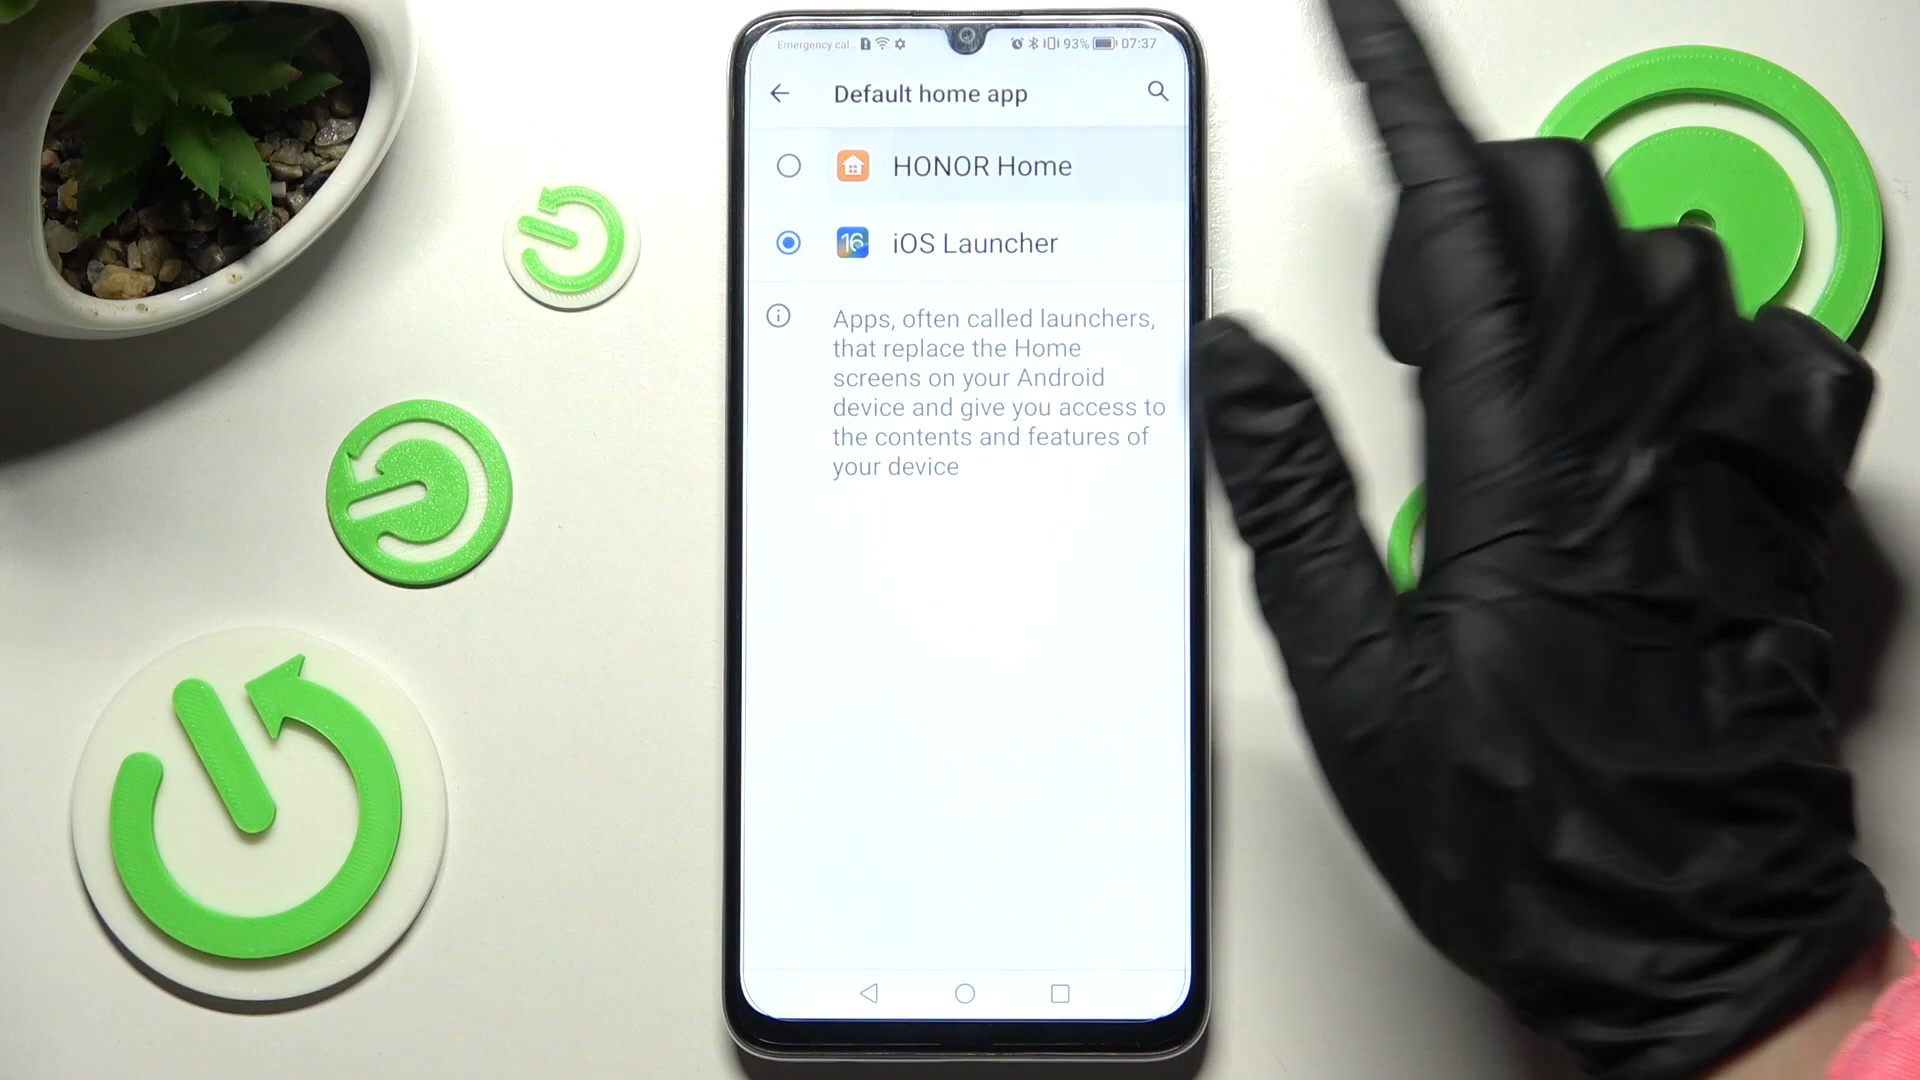 Emergency cal... 93% 07:37
Default home app
HONOR Home
16 iOS Launcher
Apps, often called launchers,
that replace the Home
screens on your Android
device and give you access to
the contents and features of
your device